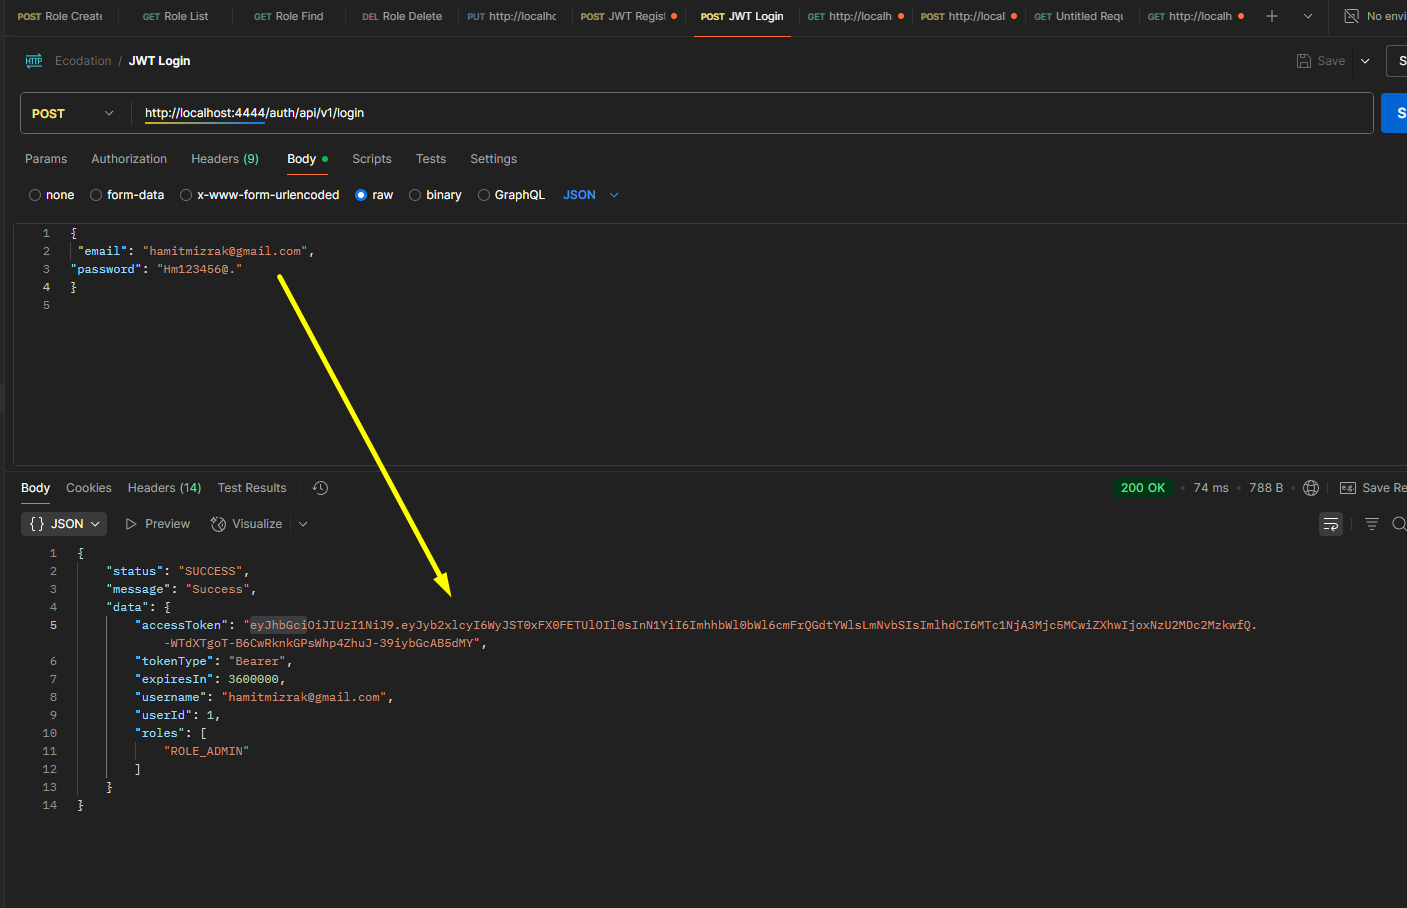 POST Role Create GET Role List GET Role Find DEL Role Delete PUT http://localhc POST JWT Regist POST JWT Login GET http://localh POST http://local GET Untitled Requ GET http://localh No envi
HTTP Ecodation / JWT Login Save S
POST http://localhost:4444/auth/api/v1/login S
Params Authorization Headers (9) Body Scripts Tests Settings
none form-data x-www-form-urlencoded raw binary GraphQL JSON
1 {
2 "email": "hamitmizrak@gmail.com",
3 "password": "Hm123456@."
4 }
5
Body Cookies Headers (14) Test Results 200 OK 74 ms 788 B e.g. Save Re
{} JSON Preview Visualize
1 {
2 "status": "SUCCESS",
3 "message": "Success",
4 "data": {
5 "accessToken": "eyJhbGciOiJIUzI1NiJ9.eyJyb2xlcyI6WyJST0xFX0FETUlOIl0sInN1YiI6ImhhbWl0bWl6cmFrQGdtYWlsLmNvbSIsImlhdCI6MTc1NjA3Mjc5MCwiZXhwIjoxNzU2MDc2MzkwfQ.
-WTdXTgoT-B6CwRknkGPsWhp4ZhuJ-39iybGcAB5dMY",
6 "tokenType": "Bearer",
7 "expiresIn": 3600000,
8 "username": "hamitmizrak@gmail.com",
9 "userId": 1,
10 "roles": [
11 "ROLE_ADMIN"
12 ]
13 }
14 }